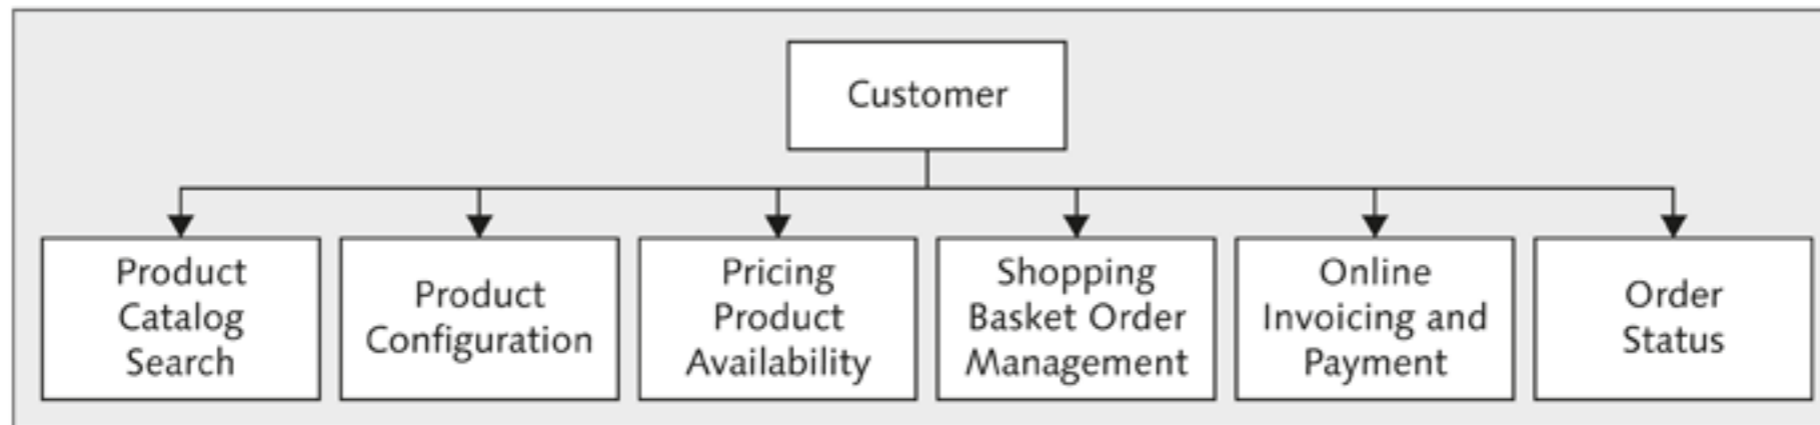 Customer
Product
Catalog
Search
Product
Configuration
Pricing
Product
Availability
Shopping
Basket Order
Management
Online
Invoicing and
Payment
Order
Status